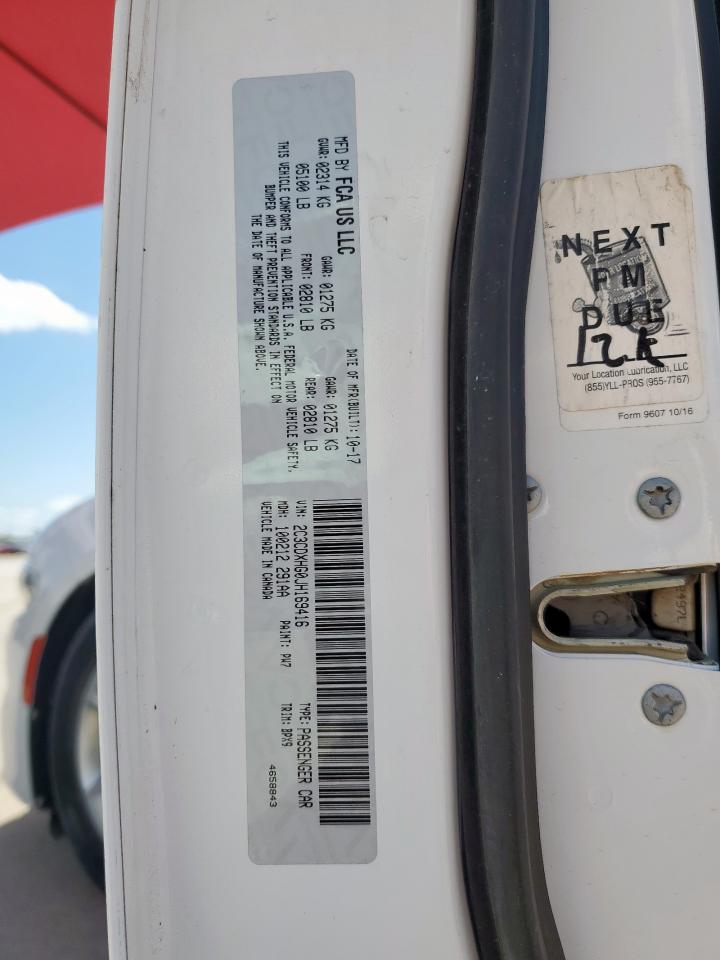 MFD BY FCA US LLC
DATE OF MFR(BUILT): 10-17
GVWR: 02314 KG GAWR: 01275 KG GAWR: 01275 KG
05100 LB FRONT: 02810 LB REAR: 02810 LB
THIS VEHICLE CONFORMS TO ALL APPLICABLE U.S.A. FEDERAL MOTOR VEHICLE SAFETY,
BUMPER AND THEFT PREVENTION STANDARDS IN EFFECT ON
THE DATE OF MANUFACTURE SHOWN ABOVE.
VIN: 2C3CDXHG0JH169416 TYPE: PASSENGER CAR
MDH: 100212 291AA PAINT: PW7 TRIM: BPX9
VEHICLE MADE IN CANADA 4658843
NEXT
PM
DUE
Your Location Lubrication, LLC
(855)YLL-PROS (955-7767)
Form 9607 10/16